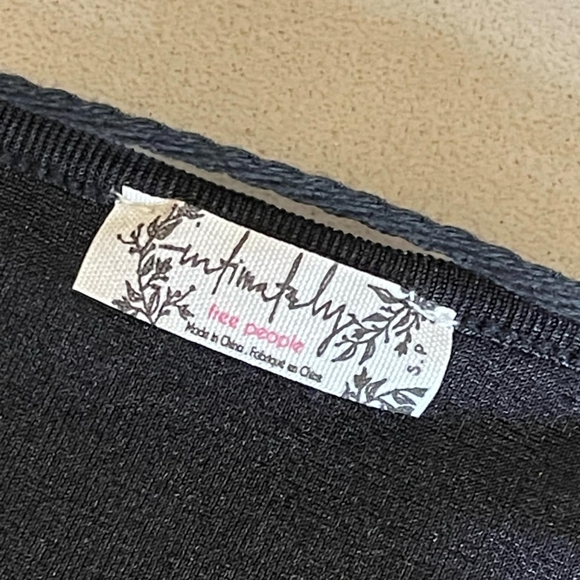 intimately
free people
Made in China . Fabriqué en Chine
S.P